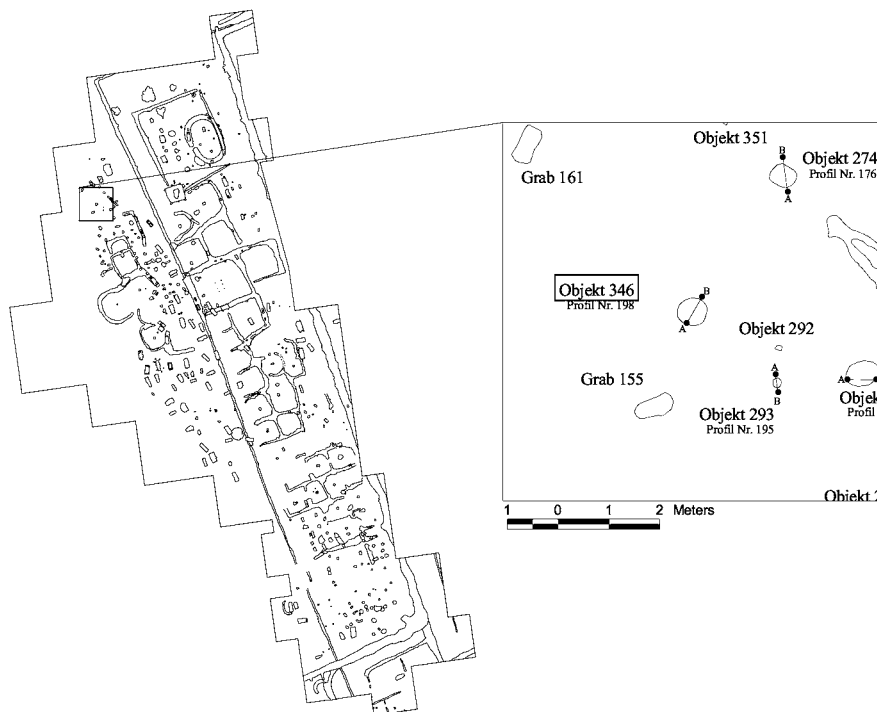 Objekt 351
B
Objekt 274
Profil Nr. 176
A
Grab 161
Objekt 346
Profil Nr. 198
B
A
Objekt 292
Grab 155
A
B
A
Objekt 293
Profil Nr. 195
Profil
1 0 1 2 Meters